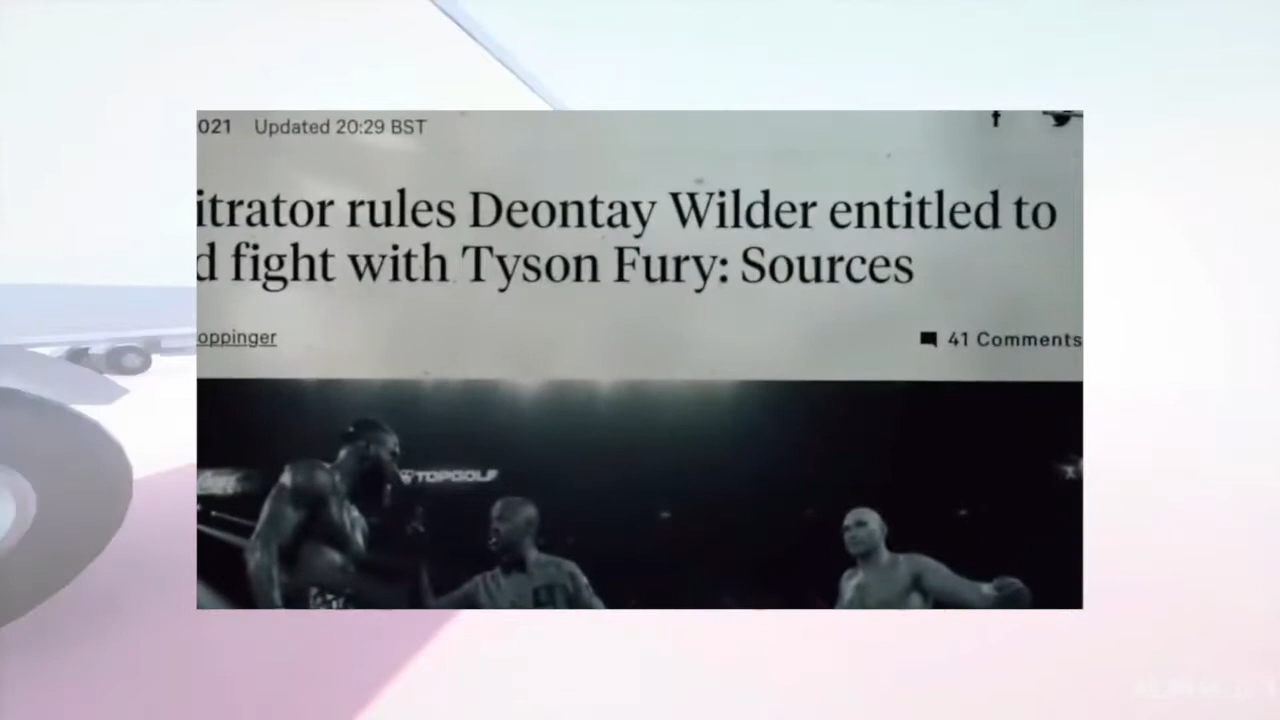 021 Updated 20:29 BST
itrator rules Deontay Wilder entitled to
d fight with Tyson Fury: Sources
oppinger
41 Comments
TOPGOLF